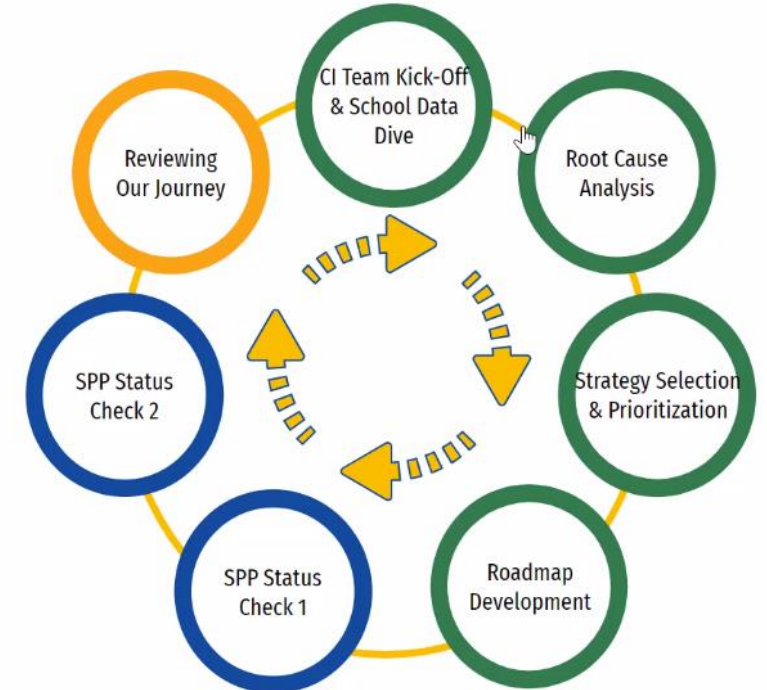 CI Team Kick-Off
& School Data
Dive
Root Cause
Analysis
Strategy Selection
& Prioritization
Roadmap
Development
SPP Status
Check 1
SPP Status
Check 2
Reviewing
Our Journey